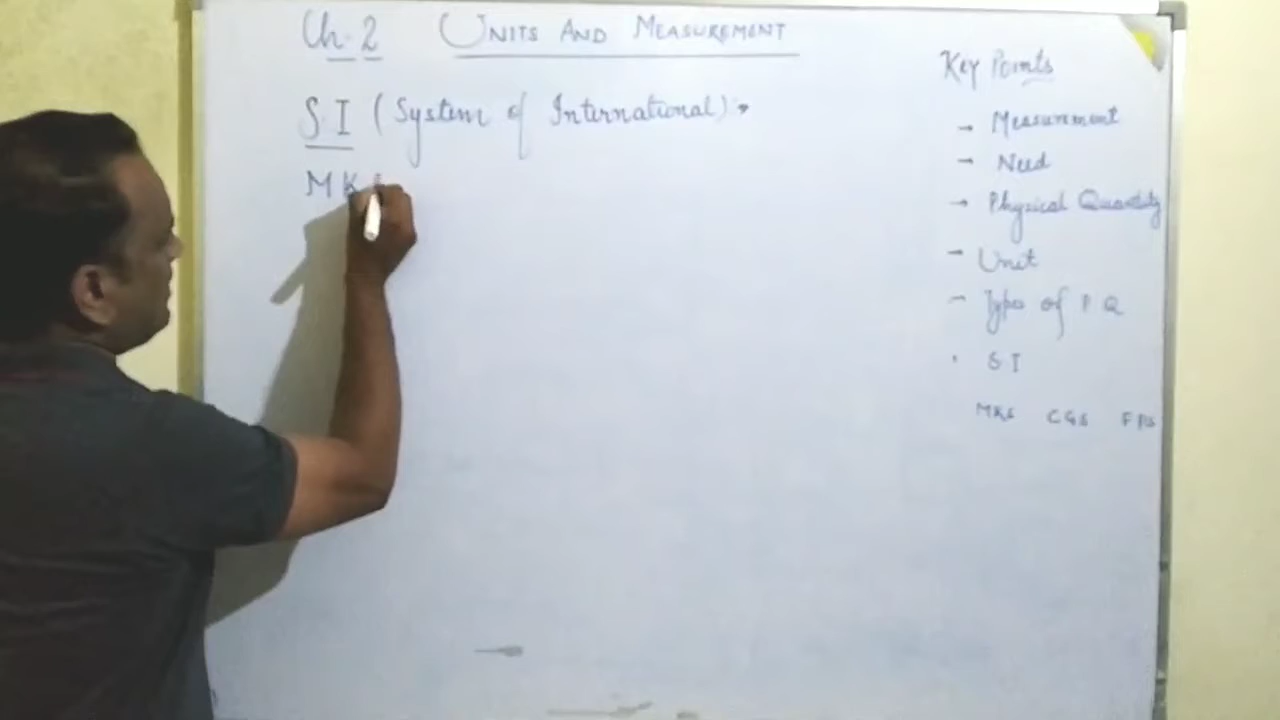 Ch. 2 UNITS AND MEASUREMENT
S.I (System of International) :-
MKS
Key Points
→ Measurement
→ Need
→ Physical Quantity
→ Unit
- Types of P Q
· S I
MKS CGS FPS